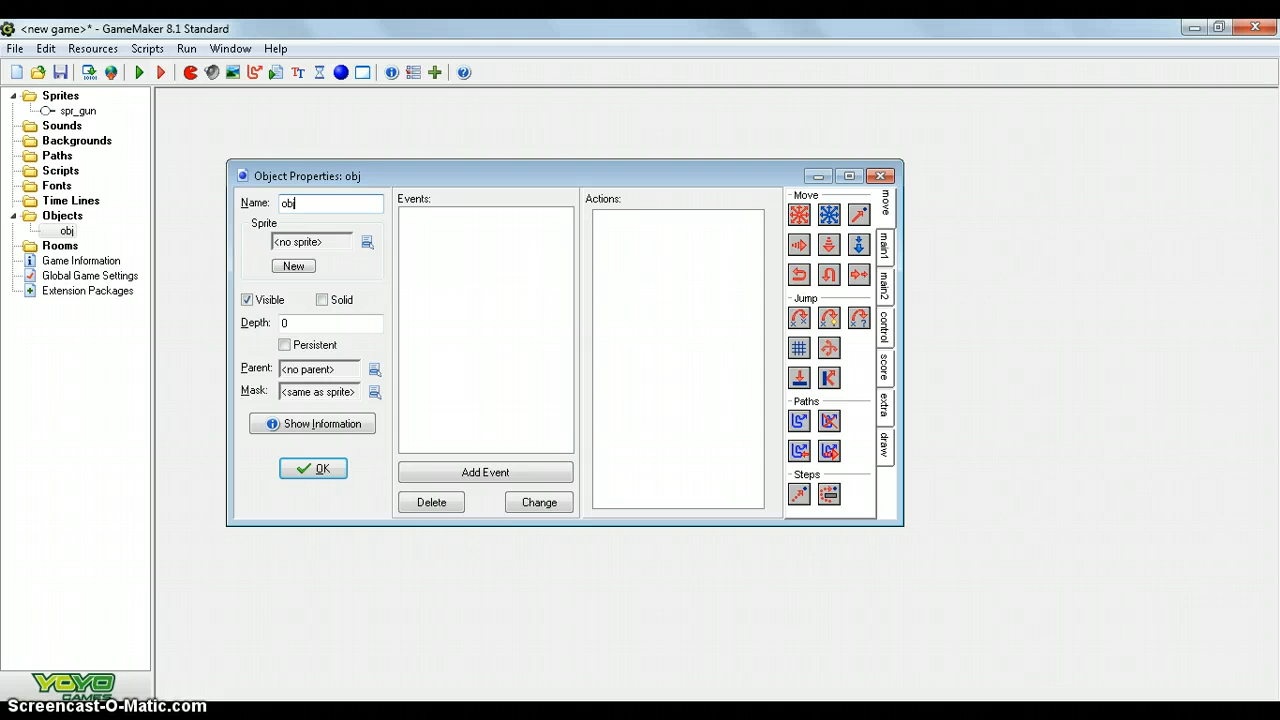 <new game>* - GameMaker 8.1 Standard
File Edit Resources Scripts Run Window Help
Sprites
spr_gun
Sounds
Backgrounds
Paths
Scripts
Fonts
Time Lines
Objects
obj
Rooms
Game Information
Global Game Settings
Extension Packages
Object Properties: obj
Name: obj
Sprite
<no sprite>
New
Visible Solid
Depth: 0
Persistent
Parent: <no parent>
Mask: <same as sprite>
Show Information
OK
Events:
Add Event
Delete Change
Actions:
Move
Jump
Paths
Steps
move
main1
main2
control
score
extra
draw
YOYO
GAMES
Screencast-O-Matic.com